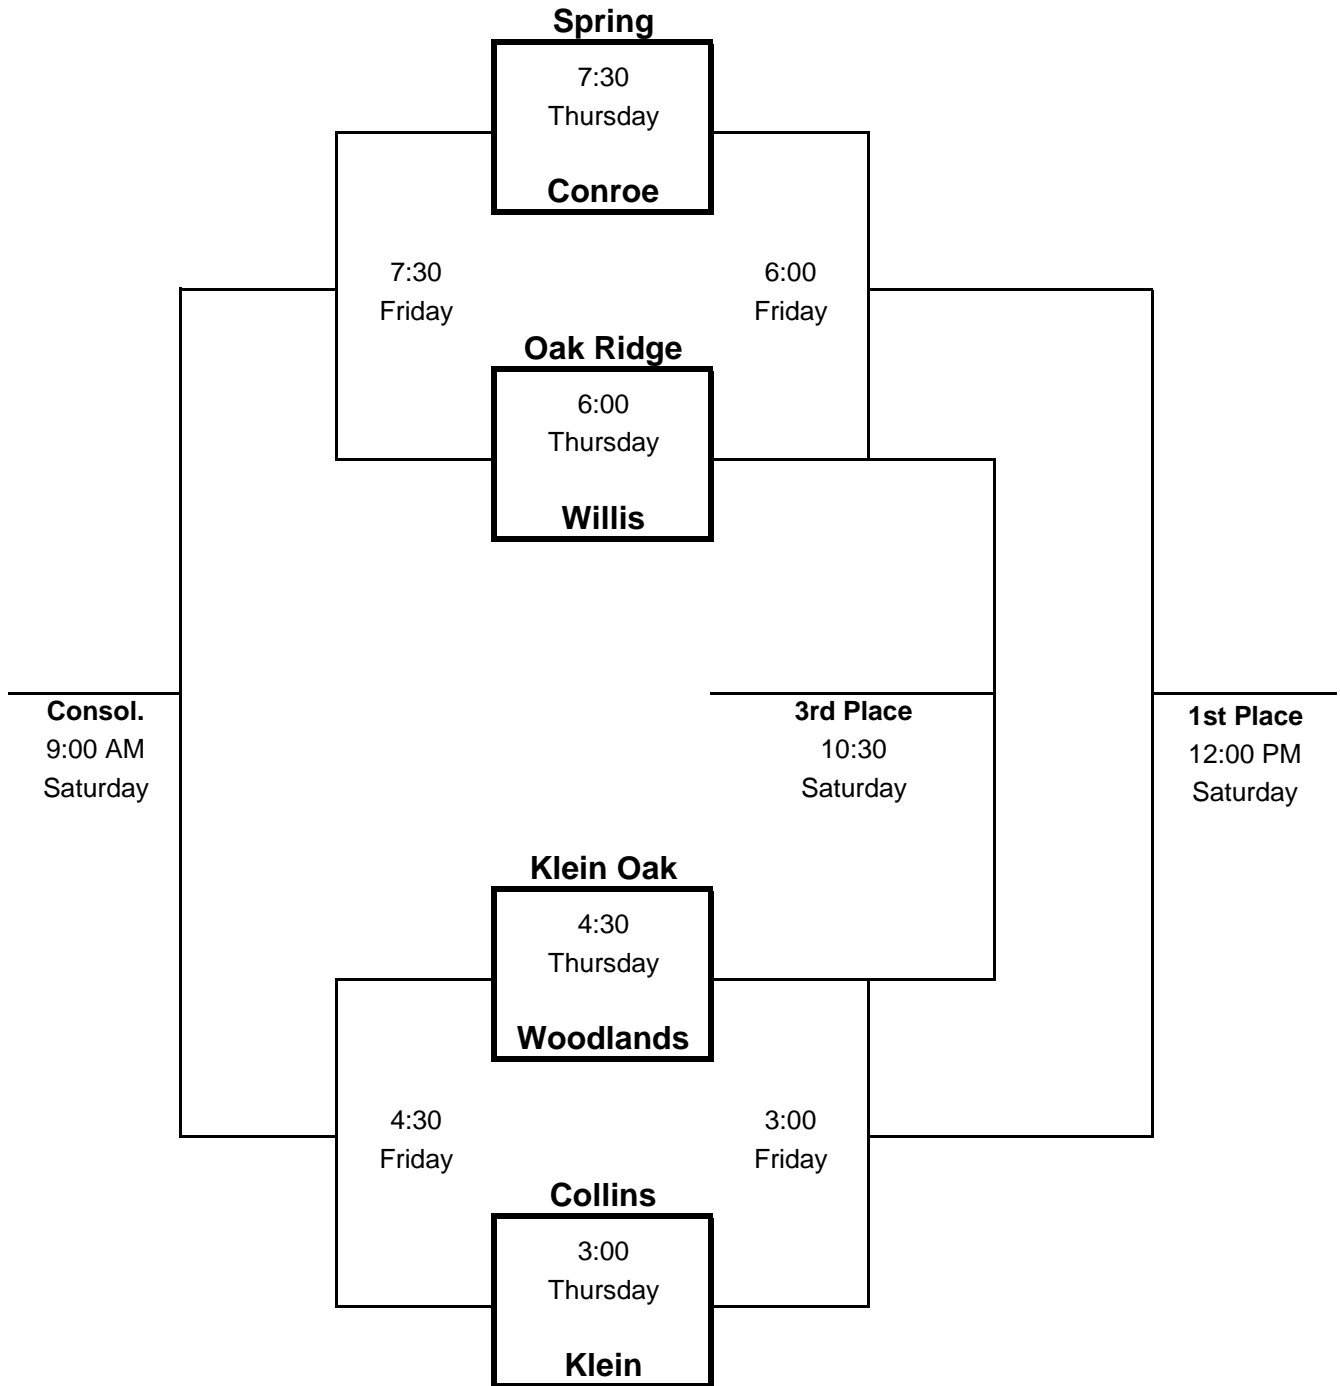 Spring
7:30
Thursday
Conroe
7:30
Friday
6:00
Friday
Oak Ridge
6:00
Thursday
Willis
Consol.
9:00 AM
Saturday
3rd Place
10:30
Saturday
1st Place
12:00 PM
Saturday
Klein Oak
4:30
Thursday
Woodlands
4:30
Friday
3:00
Friday
Collins
3:00
Thursday
Klein